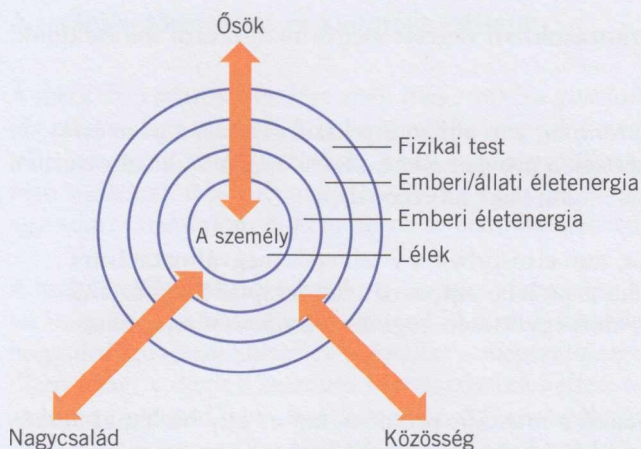 Ősök
Fizikai test
Emberi/állati életenergia
Emberi életenergia
A személy
Lélek
Nagycsalád
Közösség